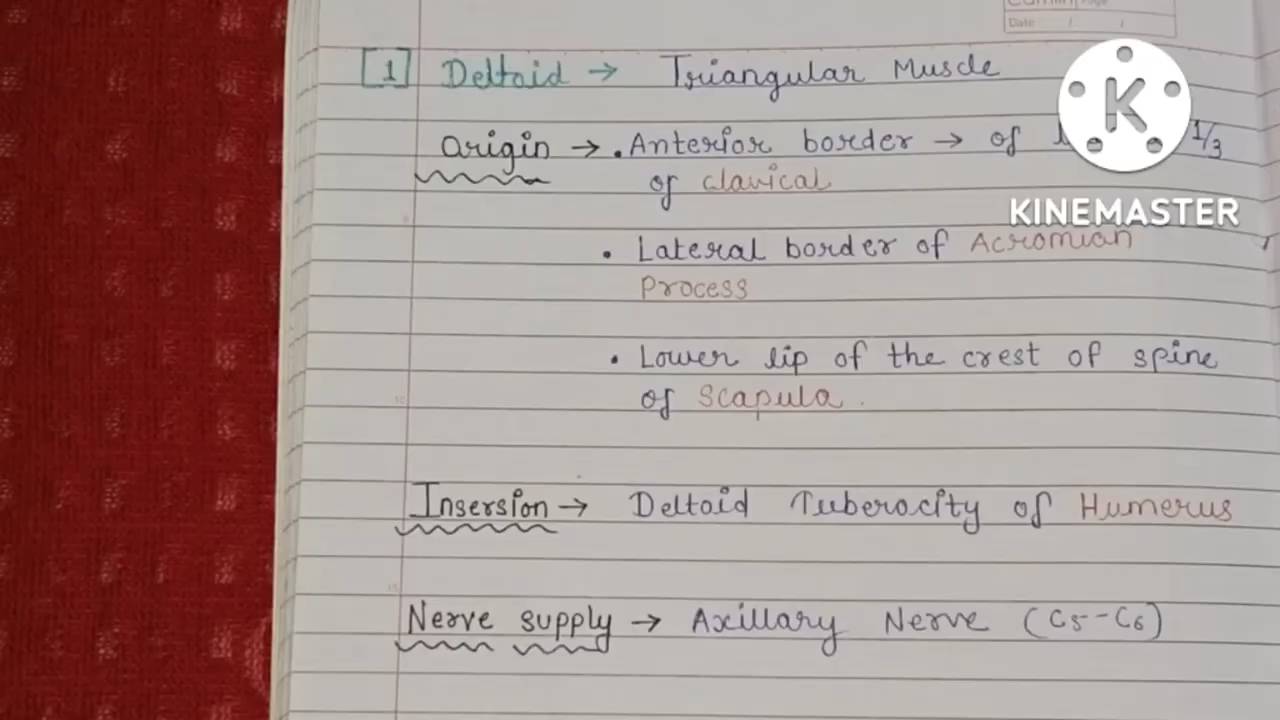 Date / /
[1] Deltoid → Triangular Muscle
Origin → • Anterior border → of 1/3
of clavical
• Lateral border of Acromian
Process
• Lower lip of the crest of spine
of Scapula.
Insersion → Deltoid Tuberocity of Humerus
Nerve supply → Axillary Nerve (C5-C6)
K
KINEMASTER